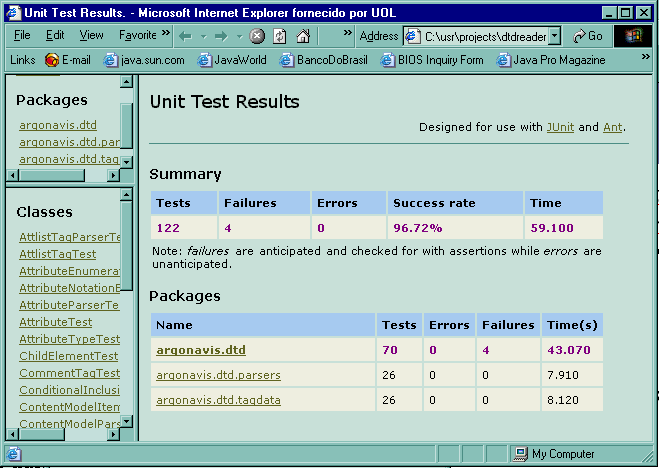 Unit Test Results. - Microsoft Internet Explorer fornecido por UOL
File Edit View Favorite » » Address C:\usr\projects\dtdreader Go
Links E-mail java.sun.com JavaWorld BancoDoBrasil BIOS Inquiry Form Java Pro Magazine »
Packages
argonavis.dtd
argonavis.dtd.par
argonavis.dtd.tag
Classes
AttlistTagParserTe
AttlistTagTest
AttributeEnumerat
AttributeNotationE
AttributeParserTe
AttributeTest
AttributeTypeTest
ChildElementTest
CommentTagTest
ConditionalInclusi
ContentModelItem
ContentModelPars
Unit Test Results
Designed for use with JUnit and Ant.
Summary
Tests Failures Errors Success rate Time
122 4 0 96.72% 59.100
Note: failures are anticipated and checked for with assertions while errors are
unanticipated.
Packages
Name Tests Errors Failures Time(s)
argonavis.dtd 70 0 4 43.070
argonavis.dtd.parsers 26 0 0 7.910
argonavis.dtd.tagdata 26 0 0 8.120
My Computer